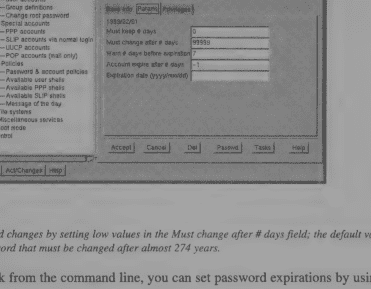 Group definitions
Change root password
Special accounts
PPP accounts
SLIP accounts via normal login
UUCP accounts
POP accounts (mail only)
Policies
Password & account policies
Available user shells
Available PPP shells
Available SLIP shells
Message of the day
File systems
Miscellaneous services
Base info Params Privileges
Must keep # days 0
Must change after # days 99999
Warn # days before expiration 7
Account expire after # days -1
Expiration date (yyyy/mm/dd)
Accept Cancel Del Passwd Tasks Help
Act/Changes Help
d changes by setting low values in the Must change after # days field; the default
that must be changed after almost 274 years.
from the command line, you can set password expirations by